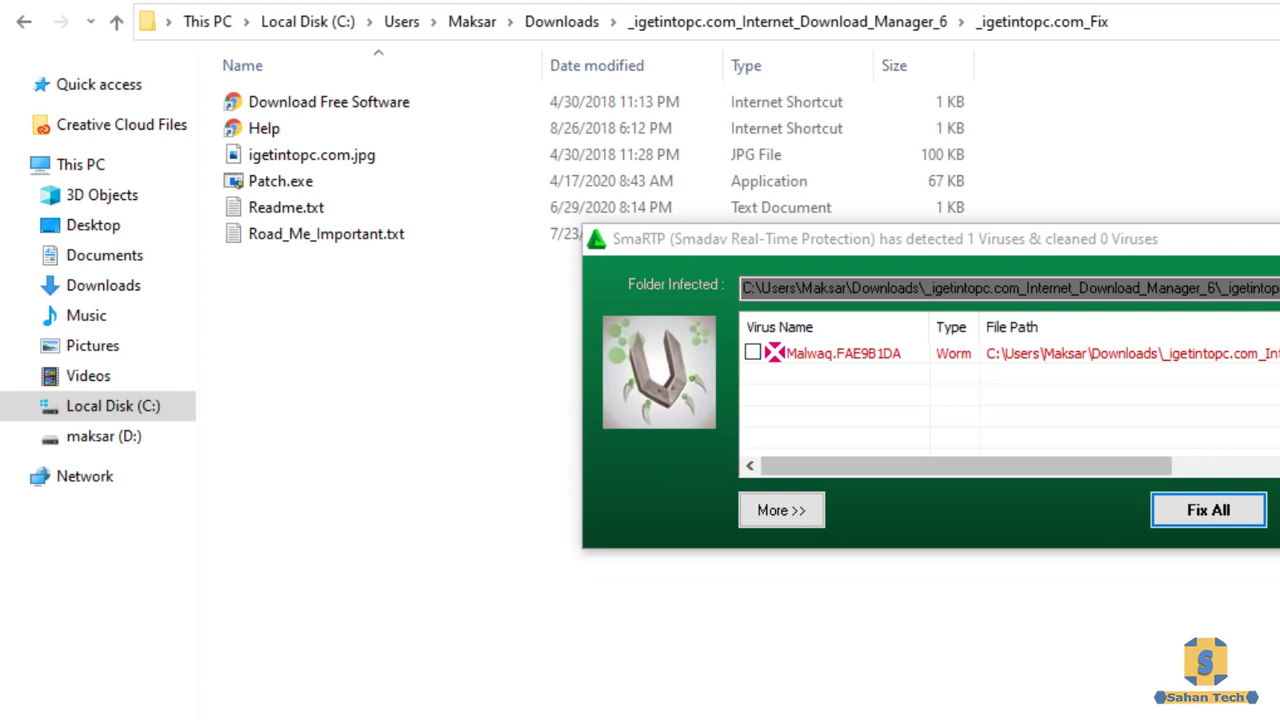 This PC > Local Disk (C:) > Users > Maksar > Downloads > _igetintopc.com_Internet_Download_Manager_6 > _igetintopc.com_Fix
Name Date modified Type Size
Quick access
Creative Cloud Files
This PC
3D Objects
Desktop
Documents
Downloads
Music
Pictures
Videos
Local Disk (C:)
maksar (D:)
Network
Download Free Software 4/30/2018 11:13 PM Internet Shortcut 1 KB
Help 8/26/2018 6:12 PM Internet Shortcut 1 KB
igetintopc.com.jpg 4/30/2018 11:28 PM JPG File 100 KB
Patch.exe 4/17/2020 8:43 AM Application 67 KB
Readme.txt 6/29/2020 8:14 PM Text Document 1 KB
Road_Me_Important.txt 7/23/
SmaRTP (Smadav Real-Time Protection) has detected 1 Viruses & cleaned 0 Viruses
Folder Infected : C:\Users\Maksar\Downloads\_igetintopc.com_Internet_Download_Manager_6\_igetintop
Virus Name Type File Path
Malwaq.FAE9B1DA Worm C:\Users\Maksar\Downloads\_igetintopc.com_Int
More >> Fix All
S
Sahan Tech